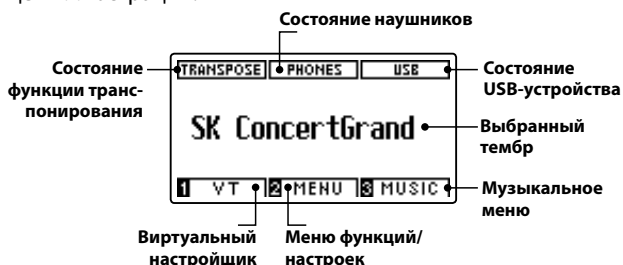 Состояние наушников
Состояние функции транс-понирования
TRANSPOSE PHONES USB
Состояние USB-устройства
SK ConcertGrand
Выбранный тембр
1 VT 2 MENU 3 MUSIC
Музыкальное меню
Виртуальный настройщик
Меню функций/настроек